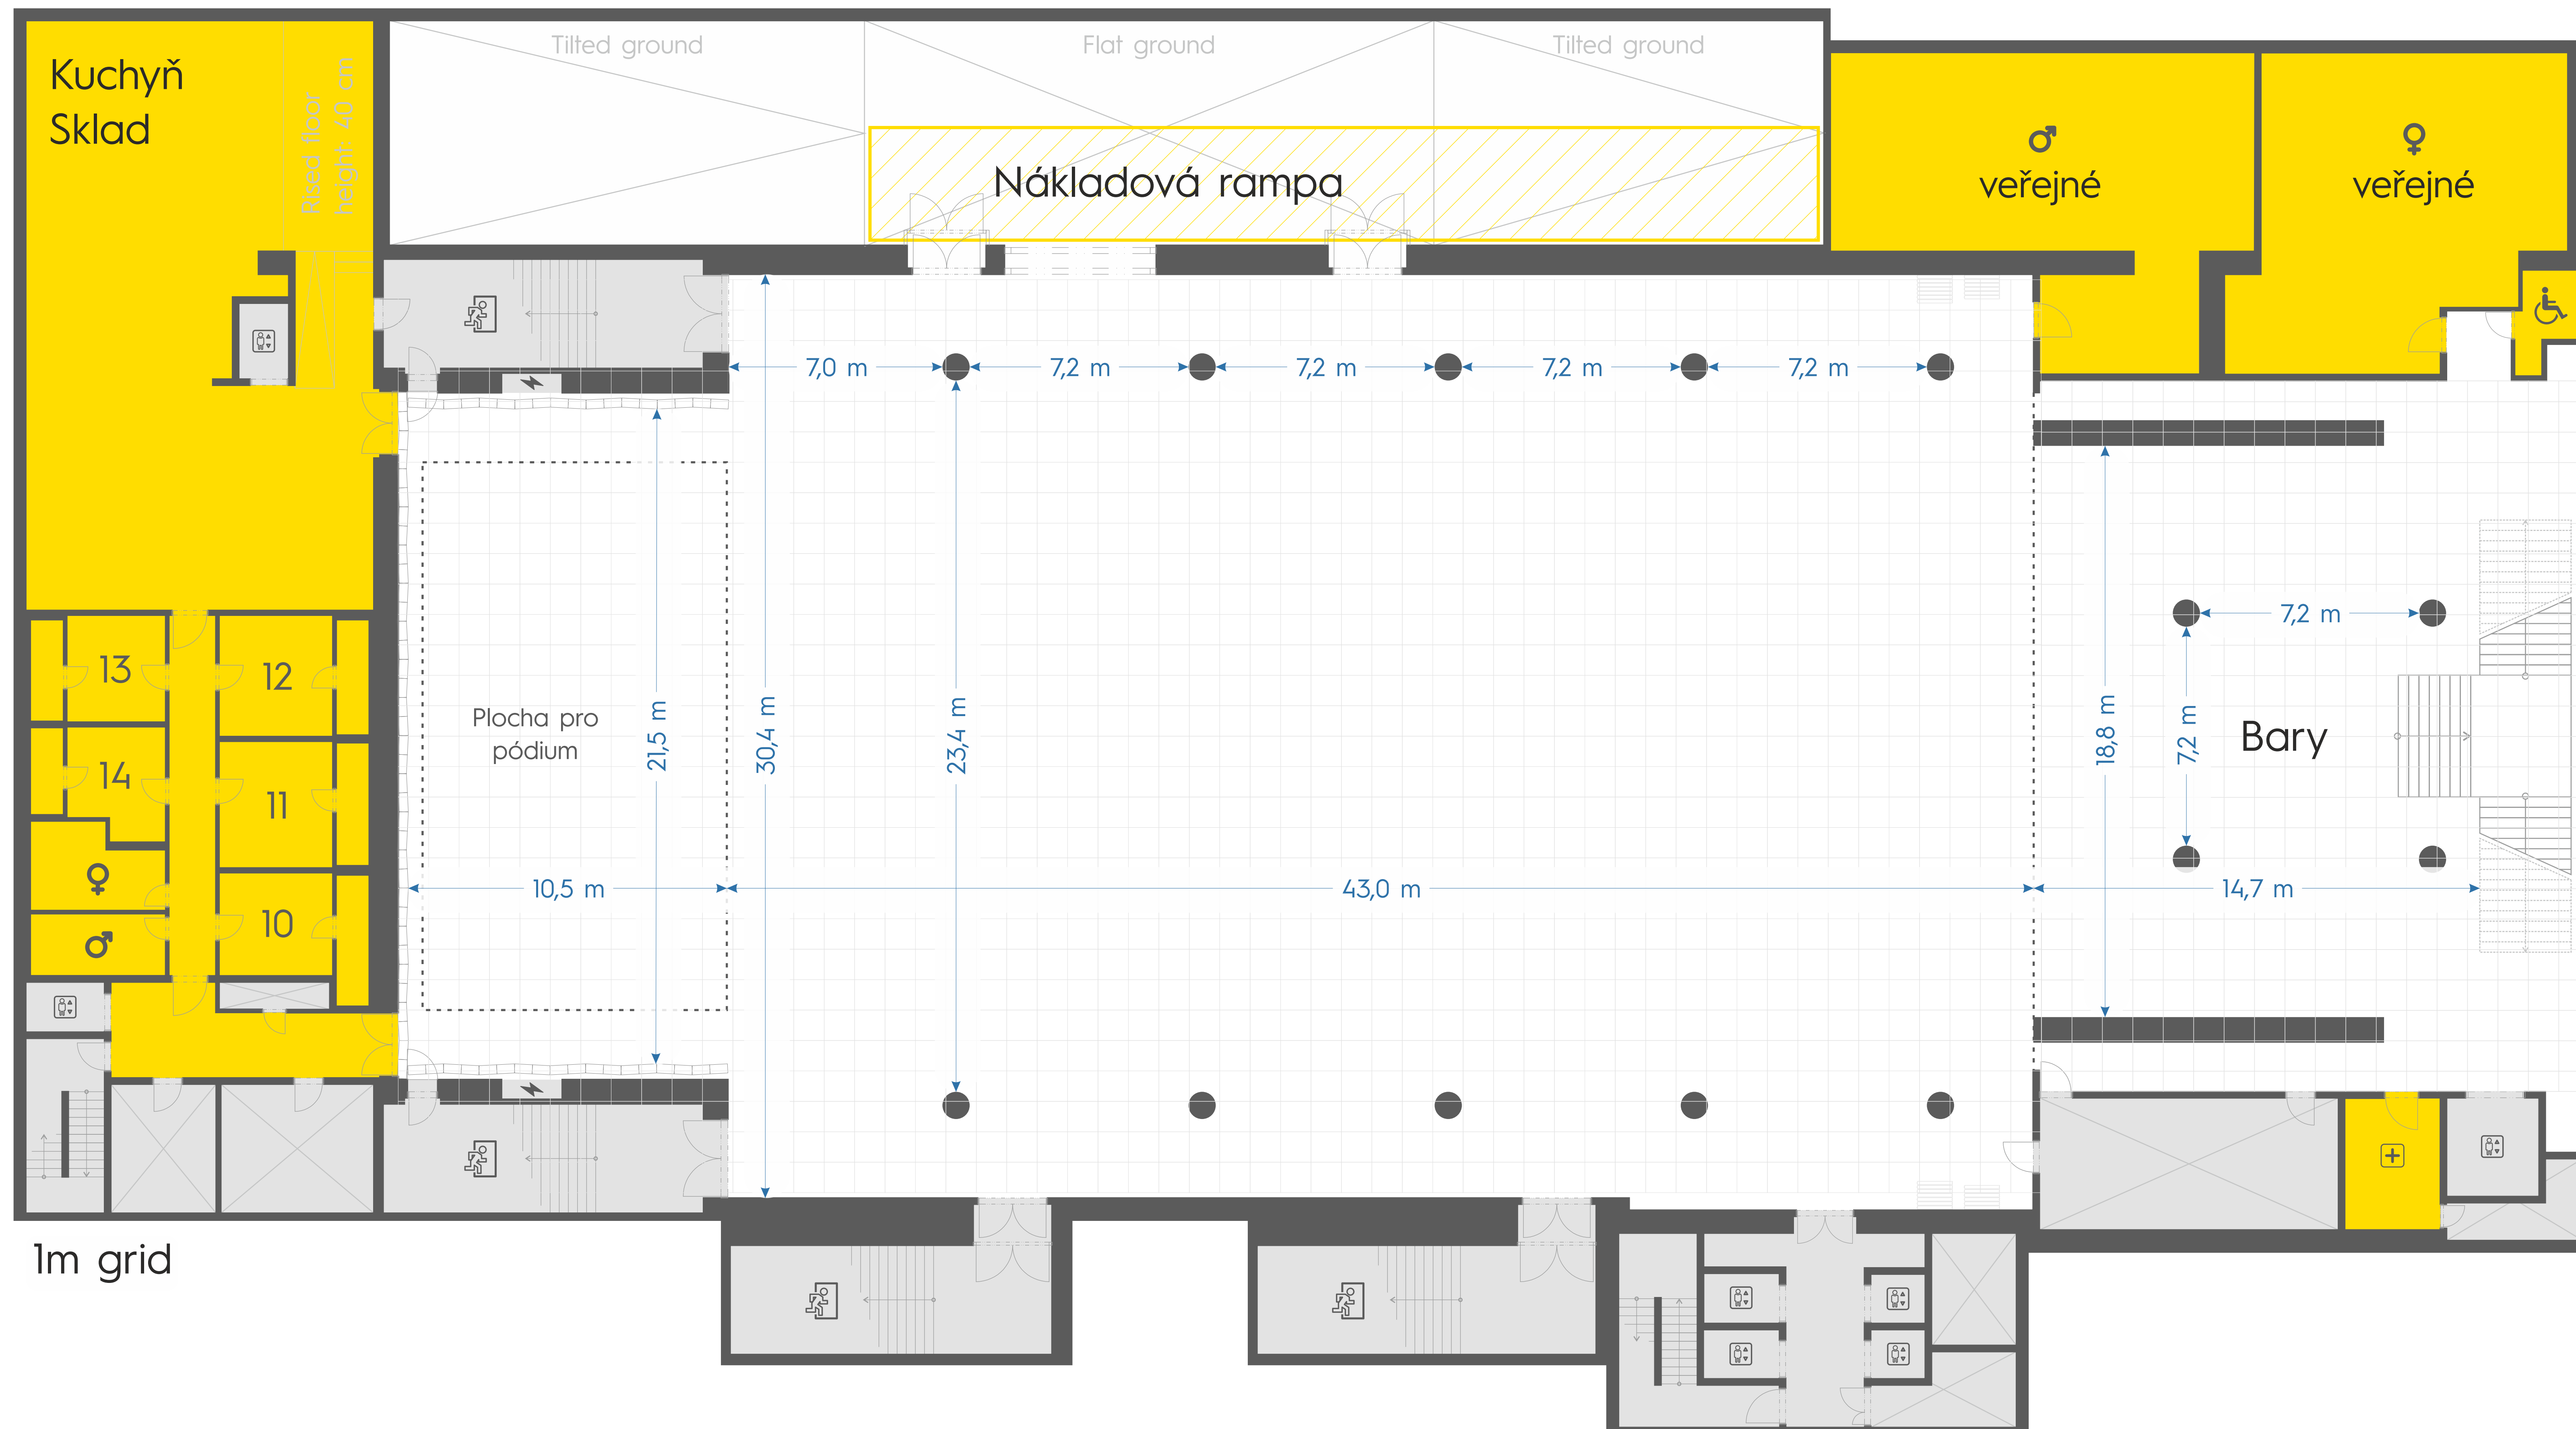 Kuchyň
Sklad
Rised floor
height: 40 cm
Tilted ground
Flat ground
Tilted ground
Nákladová rampa
veřejné
veřejné
7,0 m
7,2 m
7,2 m
7,2 m
7,2 m
21,5 m
30,4 m
23,4 m
18,8 m
7,2 m
7,2 m
Plocha pro
pódium
Bary
10,5 m
43,0 m
14,7 m
13
12
14
11
10
1m grid